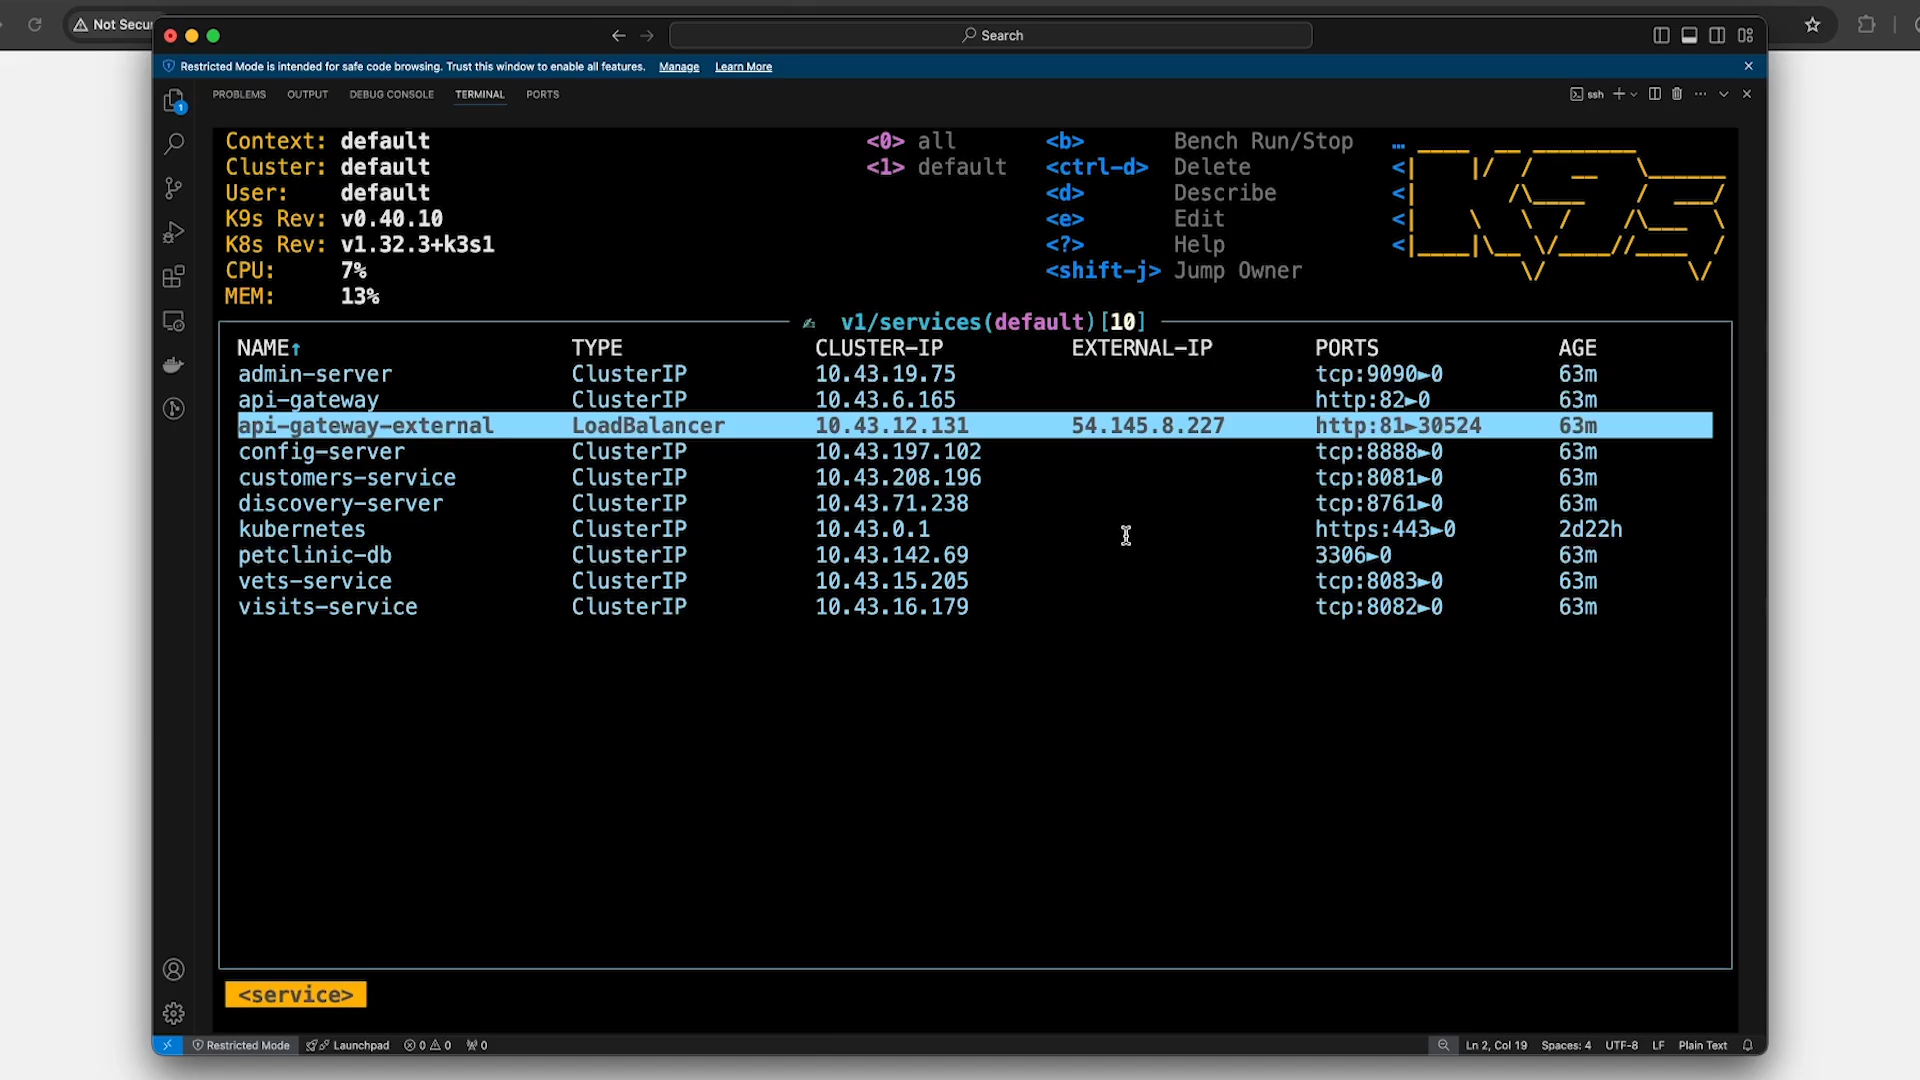 Not Secu
Search
Restricted Mode is intended for safe code browsing. Trust this window to enable all features. Manage Learn More
1
PROBLEMS OUTPUT DEBUG CONSOLE TERMINAL PORTS
ssh
Context: default <0> all <b> Bench Run/Stop
Cluster: default <1> default <ctrl-d> Delete
User: default <d> Describe
K9s Rev: v0.40.10 <e> Edit
K8s Rev: v1.32.3+k3s1 <?> Help
CPU: 7% <shift-j> Jump Owner
MEM: 13%
v1/services(default)[10]
NAME↑ TYPE CLUSTER-IP EXTERNAL-IP PORTS AGE
admin-server ClusterIP 10.43.19.75 tcp:9090►0 63m
api-gateway ClusterIP 10.43.6.165 http:82►0 63m
api-gateway-external LoadBalancer 10.43.12.131 54.145.8.227 http:81►30524 63m
config-server ClusterIP 10.43.197.102 tcp:8888►0 63m
customers-service ClusterIP 10.43.208.196 tcp:8081►0 63m
discovery-server ClusterIP 10.43.71.238 tcp:8761►0 63m
kubernetes ClusterIP 10.43.0.1 https:443►0 2d22h
petclinic-db ClusterIP 10.43.142.69 3306►0 63m
vets-service ClusterIP 10.43.15.205 tcp:8083►0 63m
visits-service ClusterIP 10.43.16.179 tcp:8082►0 63m
<service>
Restricted Mode Launchpad 0 0 0 Ln 2, Col 19 Spaces: 4 UTF-8 LF Plain Text